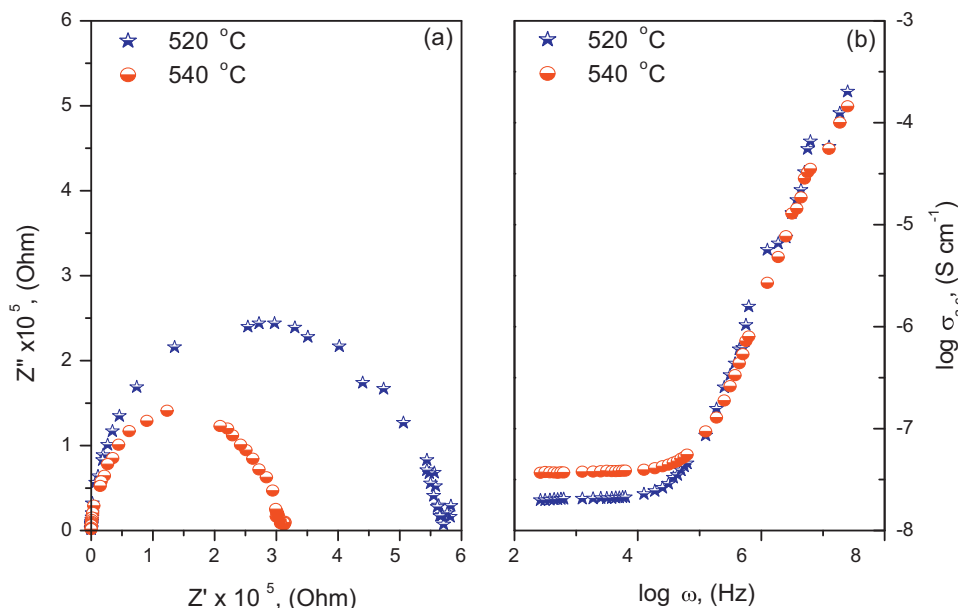 (a)
520 °C
540 °C
6
5
4
3
2
1
0
Z'' x10 ⁵, (Ohm)
0 1 2 3 4 5 6
Z' x 10 ⁵, (Ohm)
(b)
520 °C
540 °C
-3
-4
-5
-6
-7
-8
log σa.c., (S cm⁻¹)
2 4 6 8
log ω, (Hz)